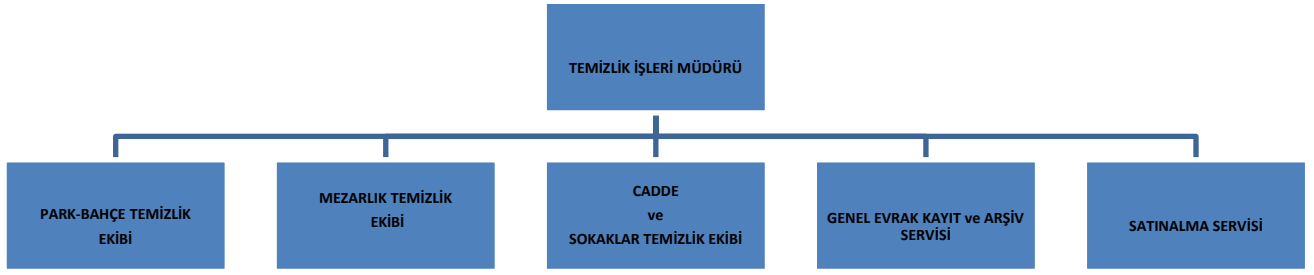 TEMİZLİK İŞLERİ MÜDÜRÜ
PARK-BAHÇE TEMİZLİK
EKİBİ
MEZARLIK TEMİZLİK
EKİBİ
CADDE
ve
SOKAKLAR TEMİZLİK EKİBİ
GENEL EVRAK KAYIT ve ARŞİV
SERVİSİ
SATINALMA SERVİSİ